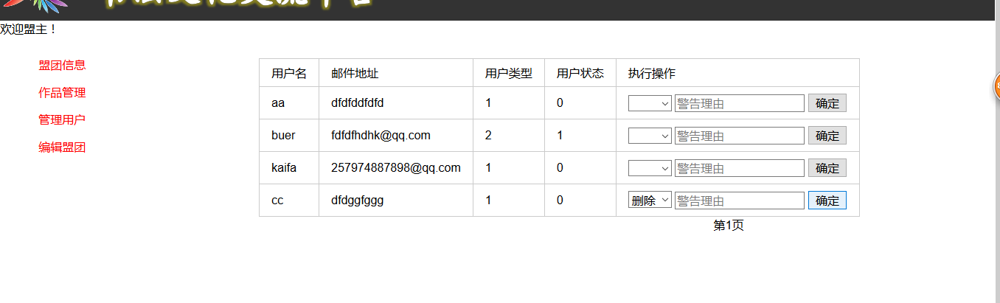 欢迎盟主！
盟团信息
作品管理
管理用户
编辑盟团
用户名 邮件地址 用户类型 用户状态 执行操作
aa dfdfddfdfd 1 0 警告理由 确定
buer fdfdfhdhk@qq.com 2 1 警告理由 确定
kaifa 257974887898@qq.com 1 0 警告理由 确定
cc dfdggfggg 1 0 删除 警告理由 确定
第1页